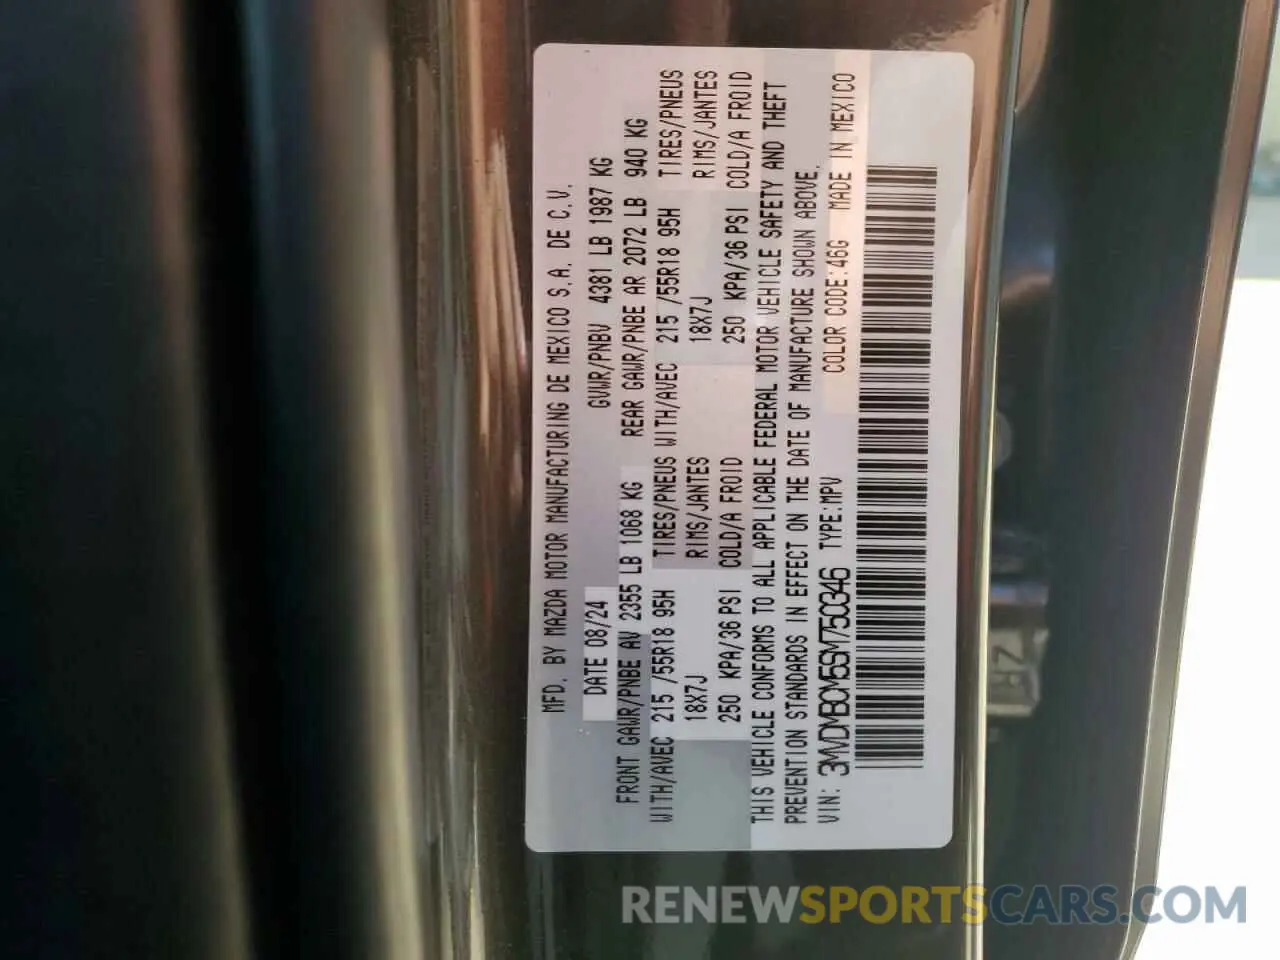 MFD. BY MAZDA MOTOR MANUFACTURING DE MEXICO S.A. DE C.V.
DATE 08/24 GVWR/PNBV 4381 LB 1987 KG
FRONT GAWR/PNBE AV 2355 LB 1068 KG REAR GAWR/PNBE AR 2072 LB 940 KG
WITH/AVEC 215 /55R18 95H TIRES/PNEUS WITH/AVEC 215 /55R18 95H TIRES/PNEUS
18X7J RIMS/JANTES 18X7J RIMS/JANTES
250 KPA/36 PSI COLD/A FROID 250 KPA/36 PSI COLD/A FROID
THIS VEHICLE CONFORMS TO ALL APPLICABLE FEDERAL MOTOR VEHICLE SAFETY AND THEFT
PREVENTION STANDARDS IN EFFECT ON THE DATE OF MANUFACTURE SHOWN ABOVE.
VIN: 3MVDMBCM5SM750346 TYPE:MPV COLOR CODE:46G MADE IN MEXICO
RENEWSPORTSCARS.COM